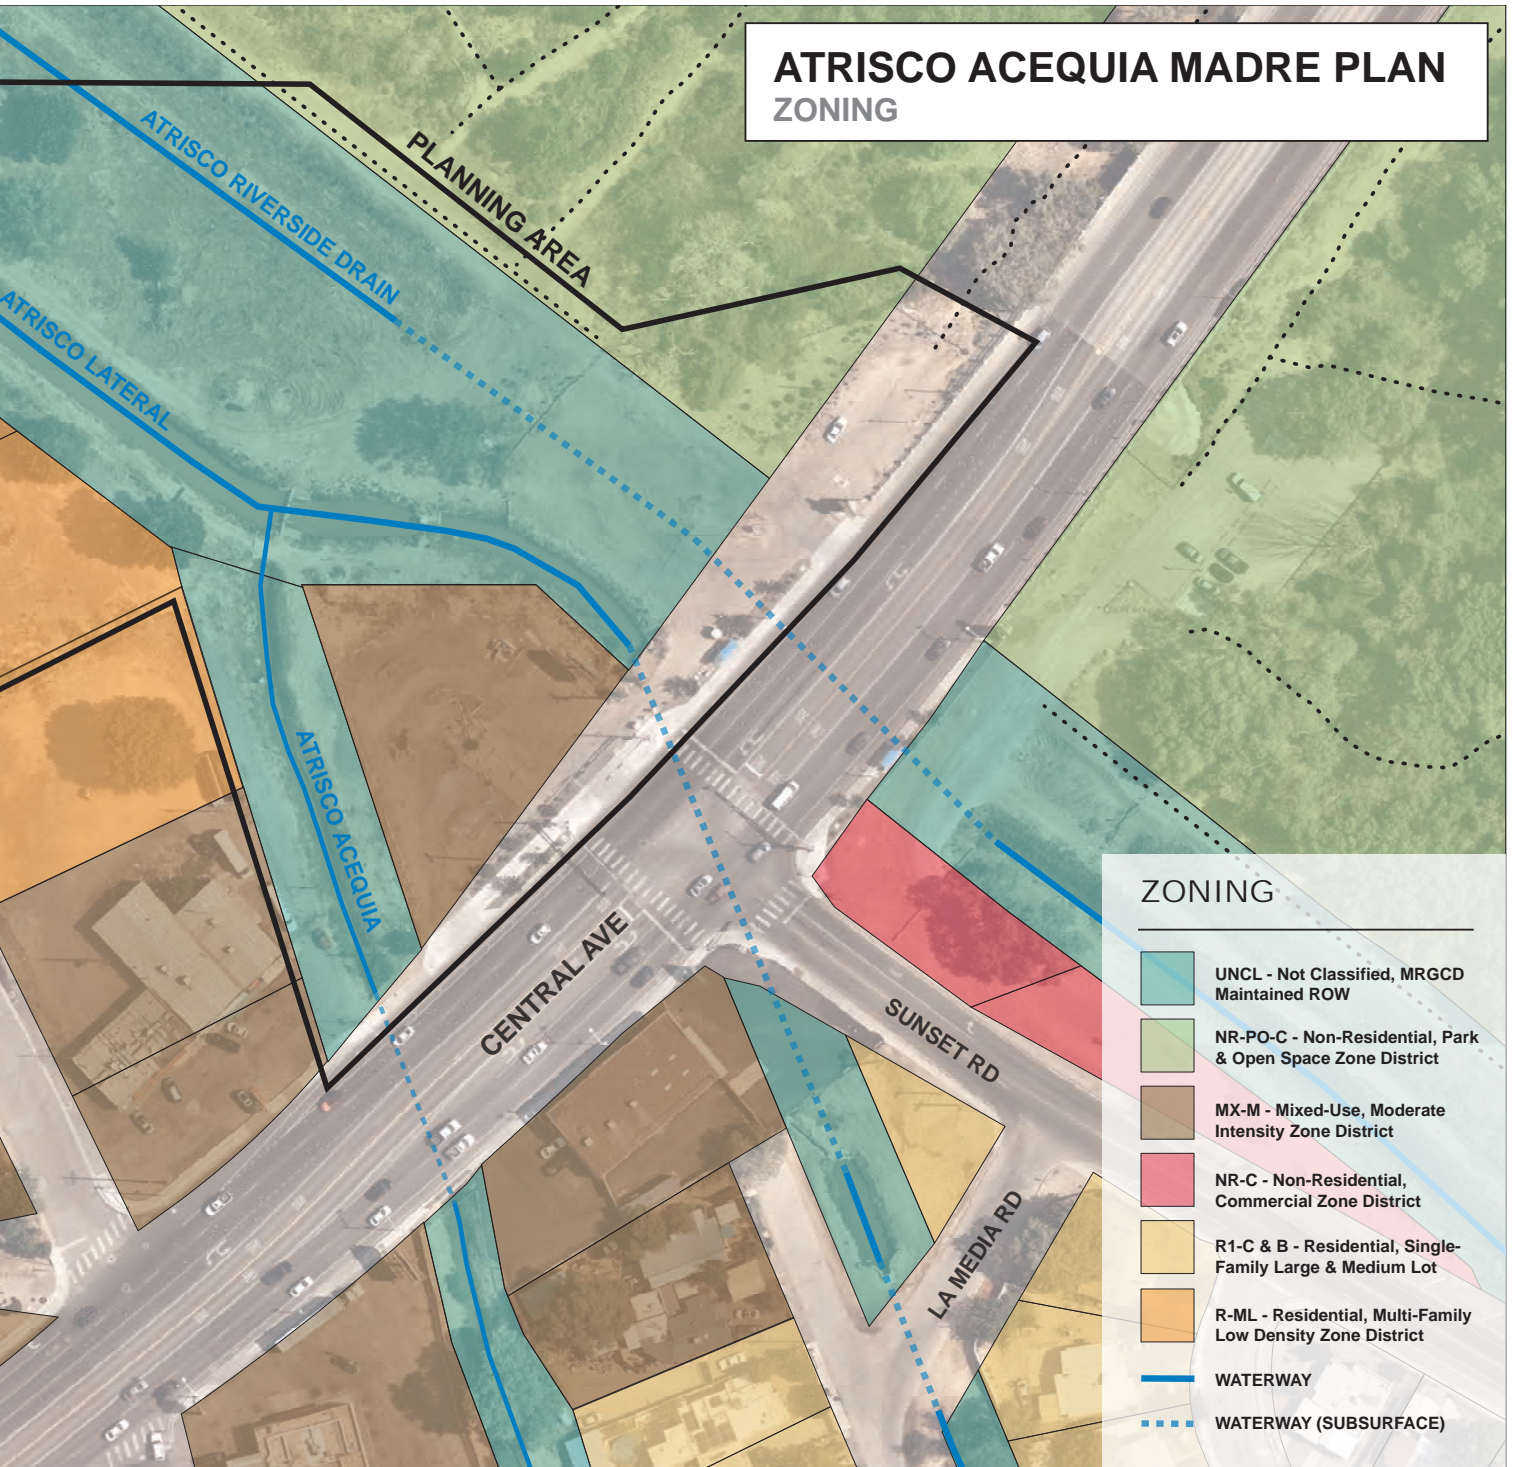 ATRISCO ACEQUIA MADRE PLAN
ZONING
ATRISCO RIVERSIDE DRAIN
PLANNING AREA
ATRISCO LATERAL
ATRISCO ACEQUIA
CENTRAL AVE
SUNSET RD
LA MEDIA RD
ZONING
UNCL - Not Classified, MRGCD
Maintained ROW
NR-PO-C - Non-Residential, Park
& Open Space Zone District
MX-M - Mixed-Use, Moderate
Intensity Zone District
NR-C - Non-Residential,
Commercial Zone District
R1-C & B - Residential, Single-
Family Large & Medium Lot
R-ML - Residential, Multi-Family
Low Density Zone District
WATERWAY
WATERWAY (SUBSURFACE)